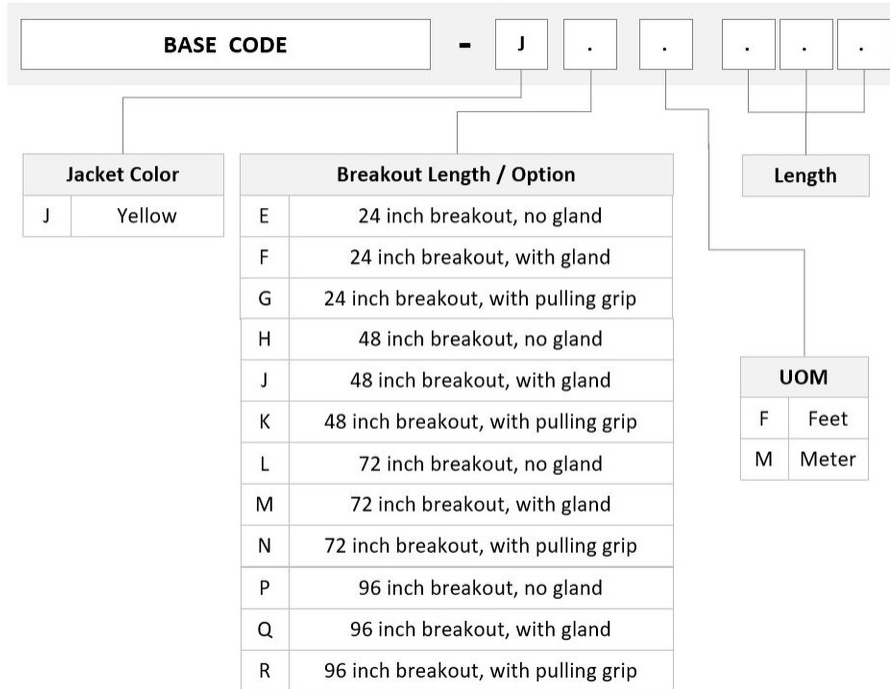 BASE CODE - J . . . . .
Jacket Color
J Yellow
Breakout Length / Option
E 24 inch breakout, no gland
F 24 inch breakout, with gland
G 24 inch breakout, with pulling grip
H 48 inch breakout, no gland
J 48 inch breakout, with gland
K 48 inch breakout, with pulling grip
L 72 inch breakout, no gland
M 72 inch breakout, with gland
N 72 inch breakout, with pulling grip
P 96 inch breakout, no gland
Q 96 inch breakout, with gland
R 96 inch breakout, with pulling grip
Length
UOM
F Feet
M Meter